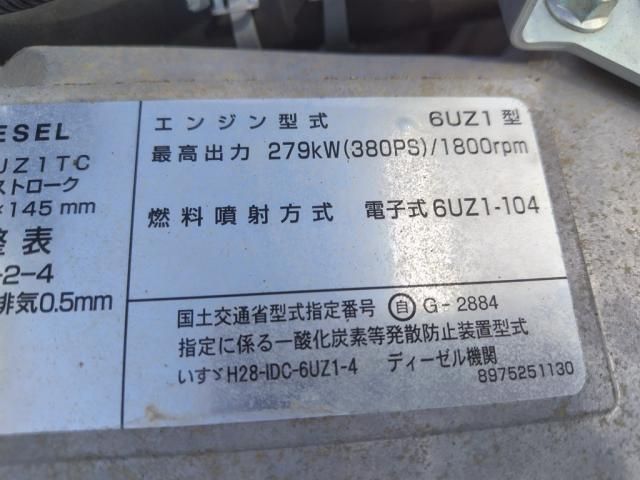 ESEL
UZ1TC
ストローク
×145 mm
整表
-2-4
排気0.5mm
エンジン型式 6UZ1型
最高出力 279kW(380PS)/1800rpm
燃料噴射方式 電子式6UZ1-104
国土交通省型式指定番号 自 G-2884
指定に係る一酸化炭素等発散防止装置型式
いすゞH28-IDC-6UZ1-4 ディーゼル機関
8975251130